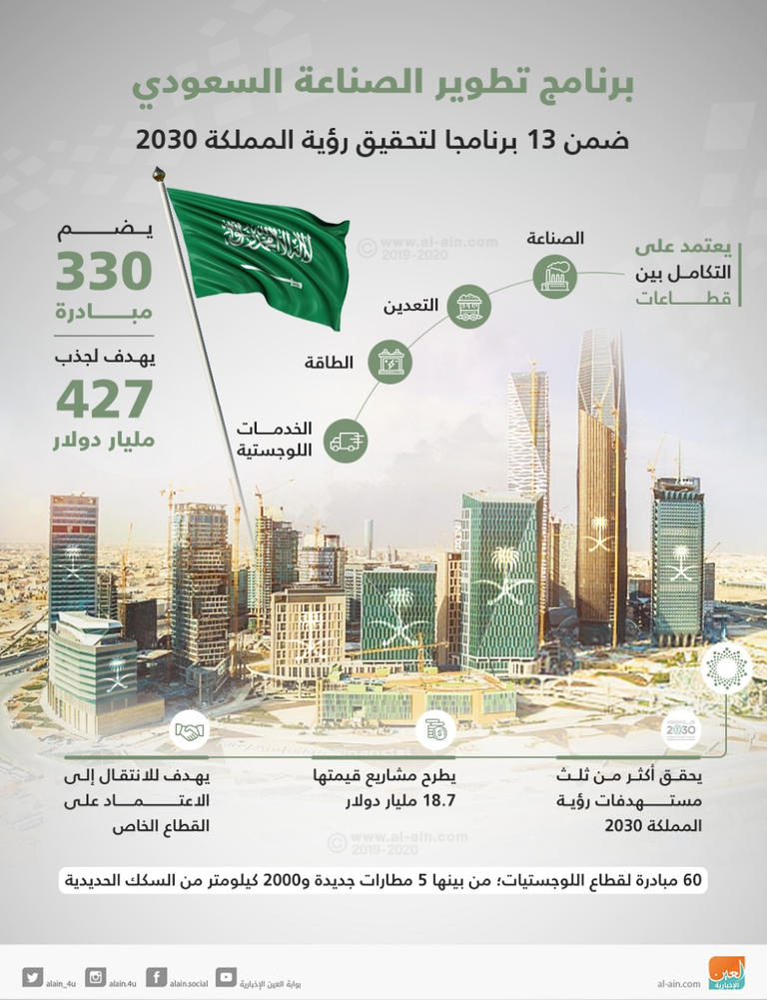 برنامج تطوير الصناعة السعودي
ضمن 13 برنامجا لتحقيق رؤية المملكة 2030
يعتمد على
التكامل بين
قطاعات
الصناعة
التعدين
الطاقة
الخدمات
اللوجستية
يضم
330
مبادرة
يهدف لجذب
427
مليار دولار
© www.al-ain.com
2019-2020
2030
يحقق أكثر من ثلث
مستهدفات رؤية
المملكة 2030
يطرح مشاريع قيمتها
18.7 مليار دولار
يهدف للانتقال إلى
الاعتماد على
القطاع الخاص
© www.al-ain.com
2019-2020
60 مبادرة لقطاع اللوجستيات؛ من بينها 5 مطارات جديدة و2000 كيلومتر من السكك الحديدية
alain_4u
alain.4u
alain.social
بوابة العين الإخبارية
al-ain.com
العين
الإخبارية